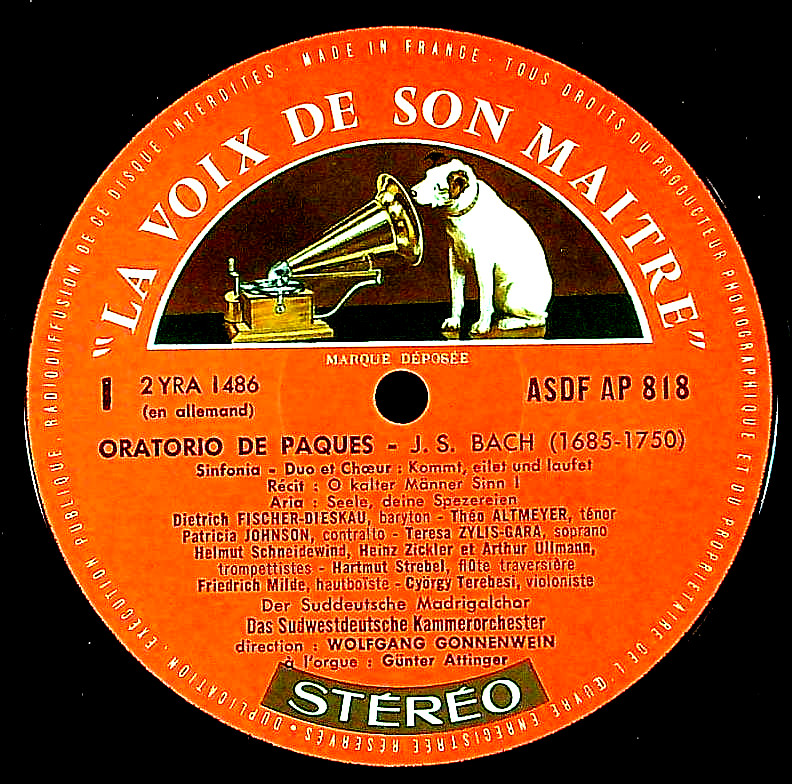 MADE IN FRANCE · TOUS DROITS DU PRODUCTEUR PHONOGRAPHIQUE ET DU PROPRIETAIRE DE L'ŒUVRE ENREGISTREE RESERVES · DUPLICATION · EXÉCUTION PUBLIQUE · RADIODIFFUSION DE CE DISQUE INTERDITES ·
"LA VOIX DE SON MAITRE"
MARQUE DÉPOSÉE
1 2 YRA 1486 ASDF AP 818
(en allemand)
ORATORIO DE PAQUES - J. S. BACH (1685-1750)
Sinfonia - Duo et Chœur : Kommt, eilet und laufet
Récit : O kalter Männer Sinn !
Aria : Seele, deine Spezereien
Dietrich FISCHER-DIESKAU, baryton - Théo ALTMEYER, ténor
Patricia JOHNSON, contralto - Teresa ZYLIS-GARA, soprano
Helmut Schneidewind, Heinz Zickler et Arthur Ullmann,
trompettistes - Hartmut Strebel, flûte traversière
Friedrich Milde, hautboïste - Cyörgy Terebesi, violoniste
Der Suddeutsche Madrigalchor
Das Sudwestdeutsche Kammerorchester
direction : WOLFGANG GONNENWEIN
à l'orgue : Günter Attinger
STÉRÉO